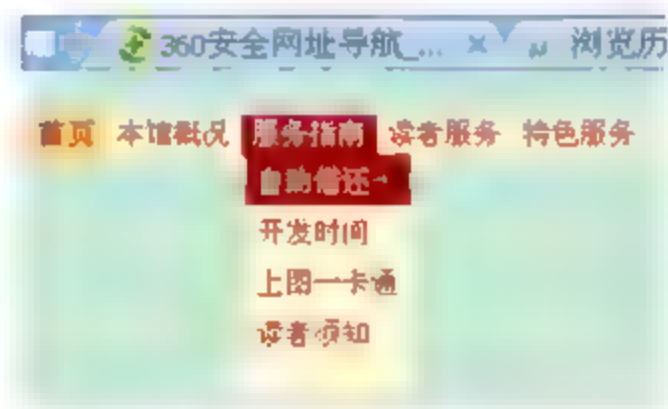 360安全网址导航_... × 浏览历
首页 本馆概况 服务指南 读者服务 特色服务
自助借还
开发时间
上图一卡通
读者须知